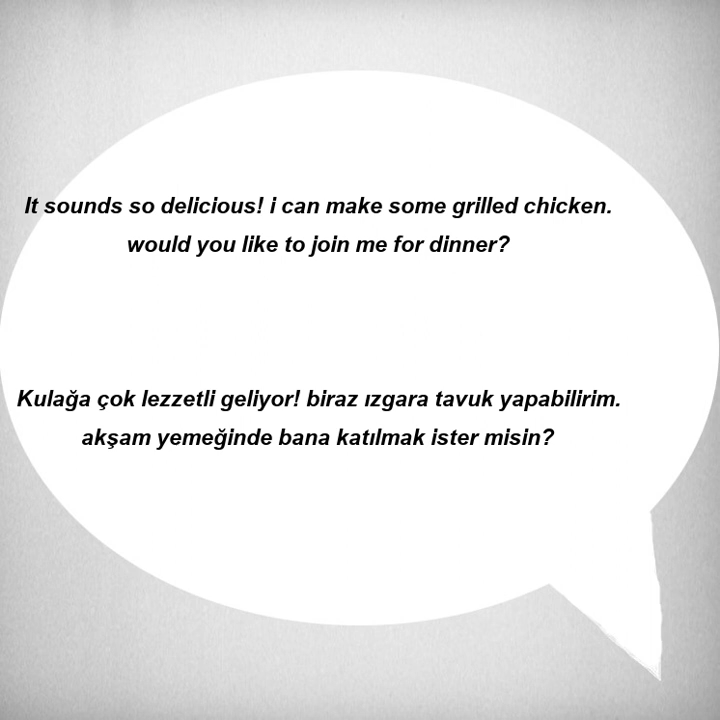 It sounds so delicious! i can make some grilled chicken.
would you like to join me for dinner?
Kulağa çok lezzetli geliyor! biraz ızgara tavuk yapabilirim.
akşam yemeğinde bana katılmak ister misin?